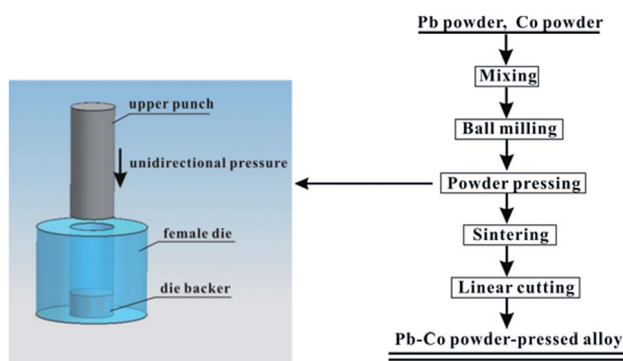 upper punch
unidirectional pressure
female die
die backer
Pb powder, Co powder
Mixing
Ball milling
Powder pressing
Sintering
Linear cutting
Pb-Co powder-pressed alloy